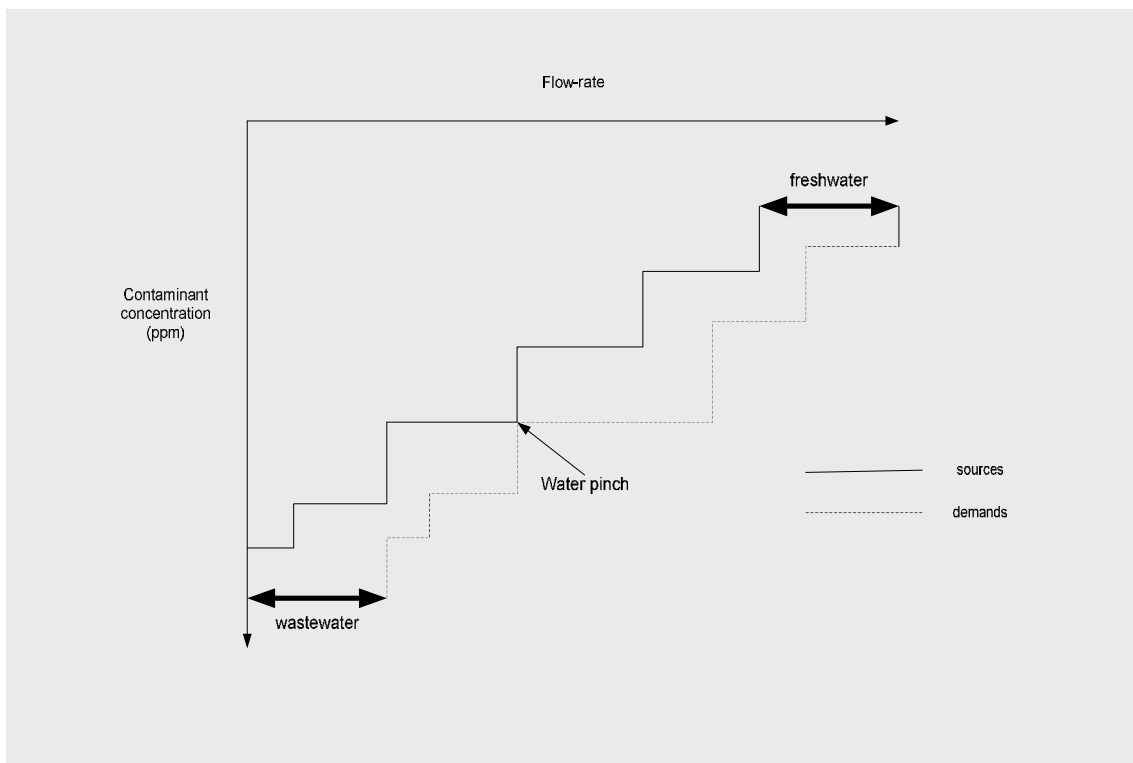 Flow-rate
freshwater
Contaminant
concentration
(ppm)
Water pinch
sources
demands
wastewater